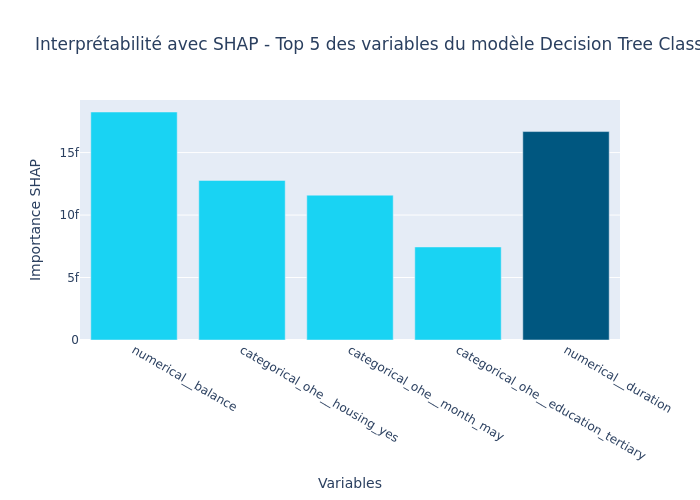 Interprétabilité avec SHAP - Top 5 des variables du modèle Decision Tree Class
Importance SHAP
15f
10f
5f
0
numerical__balance
categorical_ohe__housing_yes
categorical_ohe__month_may
categorical_ohe__education_tertiary
numerical__duration
Variables